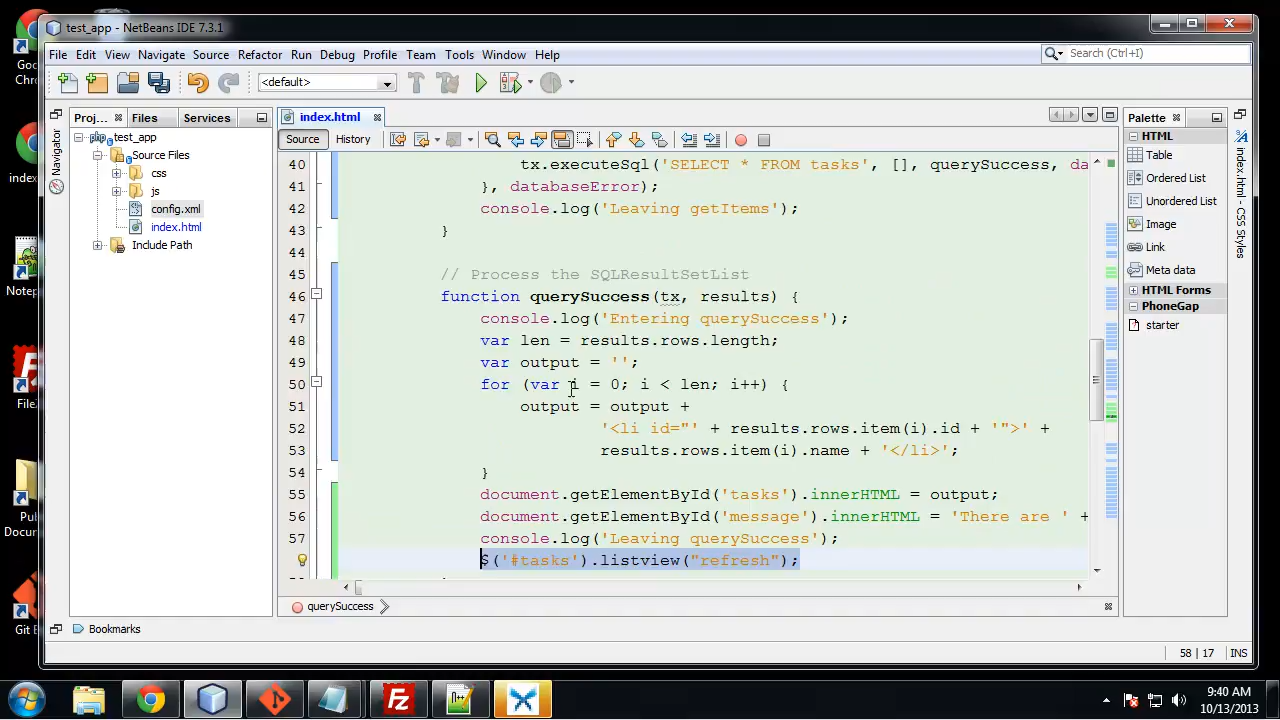 test_app - NetBeans IDE 7.3.1
File Edit View Navigate Source Refactor Run Debug Profile Team Tools Window Help
Search (Ctrl+I)
<default>
Proj... Files Services
index.html
Palette
Source History
HTML
Table
Ordered List
Unordered List
Image
Link
Meta data
HTML Forms
PhoneGap
starter
Navigator
index.html - CSS Styles
test_app
Source Files
css
js
config.xml
index.html
Include Path
40 tx.executeSql('SELECT * FROM tasks', [], querySuccess, da
41 }, databaseError);
42 console.log('Leaving getItems');
43 }
44
45 // Process the SQLResultSetList
46 function querySuccess(tx, results) {
47 console.log('Entering querySuccess');
48 var len = results.rows.length;
49 var output = '';
50 for (var i = 0; i < len; i++) {
51 output = output +
52 '<li id="' + results.rows.item(i).id + '">' +
53 results.rows.item(i).name + '</li>';
54 }
55 document.getElementById('tasks').innerHTML = output;
56 document.getElementById('message').innerHTML = 'There are ' +
57 console.log('Leaving querySuccess');
$('#tasks').listview("refresh");
querySuccess
Bookmarks
58 | 17 INS
Notep
Pub
Docum
FileZ
Git B
9:40 AM
10/13/2013